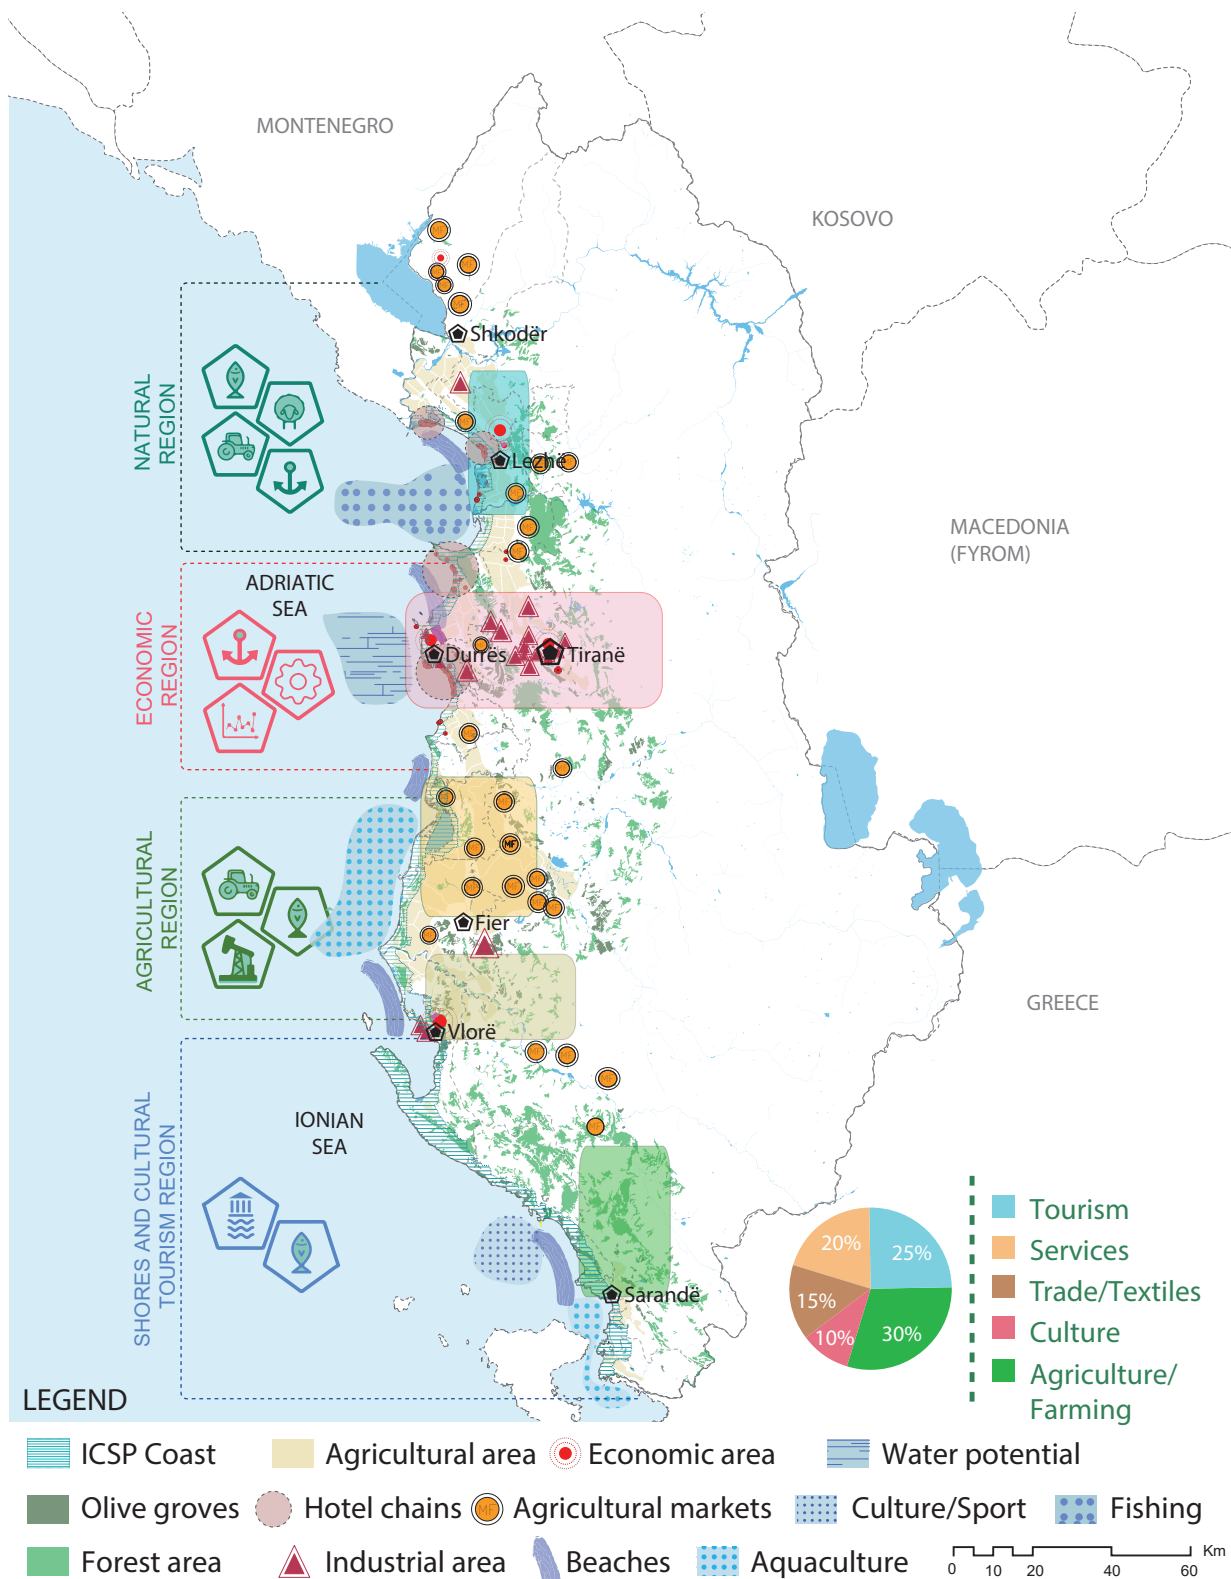 MONTENEGRO
KOSOVO
Shkodër
NATURAL
REGION
Lezhë
MACEDONIA
(FYROM)
ADRIATIC
SEA
ECONOMIC
REGION
Durrës
Tiranë
AGRICULTURAL
REGION
MF
Fier
GREECE
Vlorë
IONIAN
SEA
SHORES AND CULTURAL
TOURISM REGION
Sarandë
20%
25%
15%
10%
30%
Tourism
Services
Trade/Textiles
Culture
Agriculture/
Farming
LEGEND
ICSP Coast
Agricultural area
Economic area
Water potential
Olive groves
Hotel chains
MF
Agricultural markets
Culture/Sport
Fishing
Forest area
Industrial area
Beaches
Aquaculture
0 10 20 40 60 Km